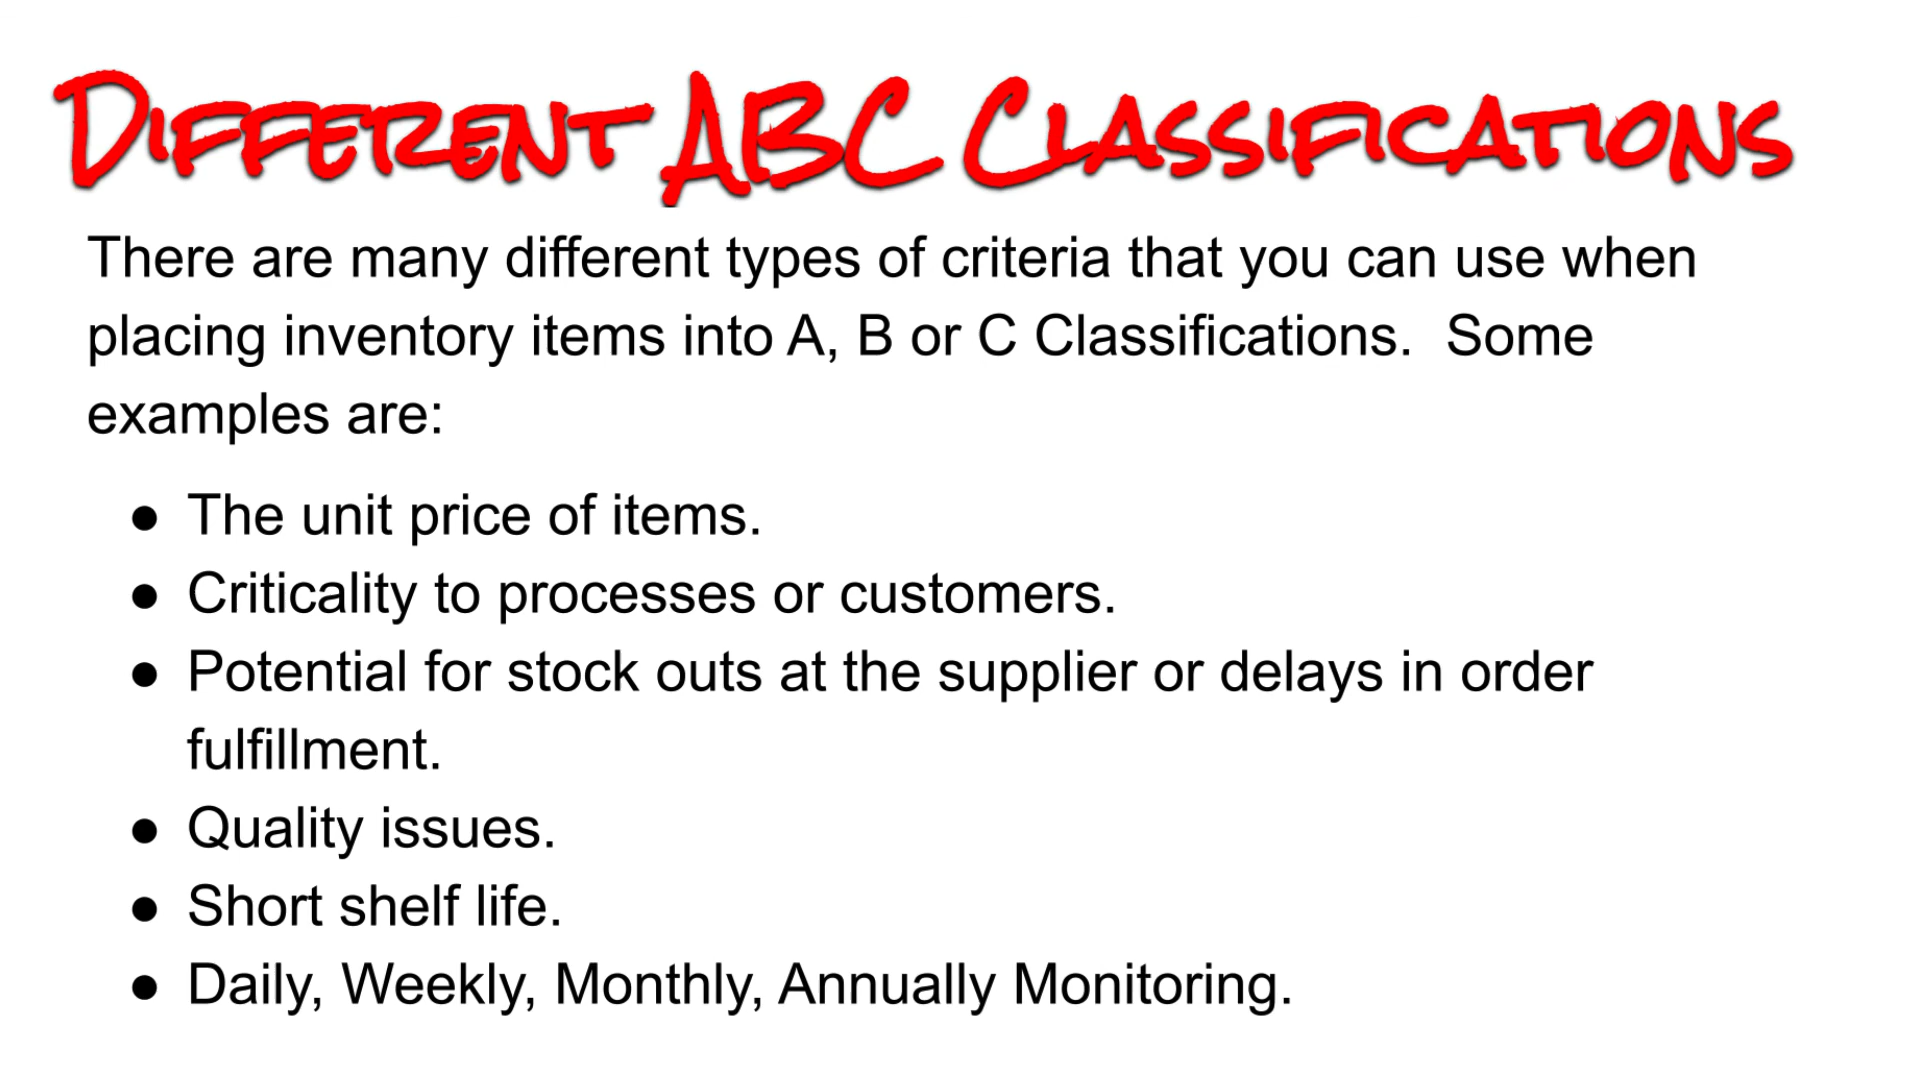 Different ABC Classifications
There are many different types of criteria that you can use when
placing inventory items into A, B or C Classifications.  Some
examples are:
● The unit price of items.
● Criticality to processes or customers.
● Potential for stock outs at the supplier or delays in order
fulfillment.
● Quality issues.
● Short shelf life.
● Daily, Weekly, Monthly, Annually Monitoring.